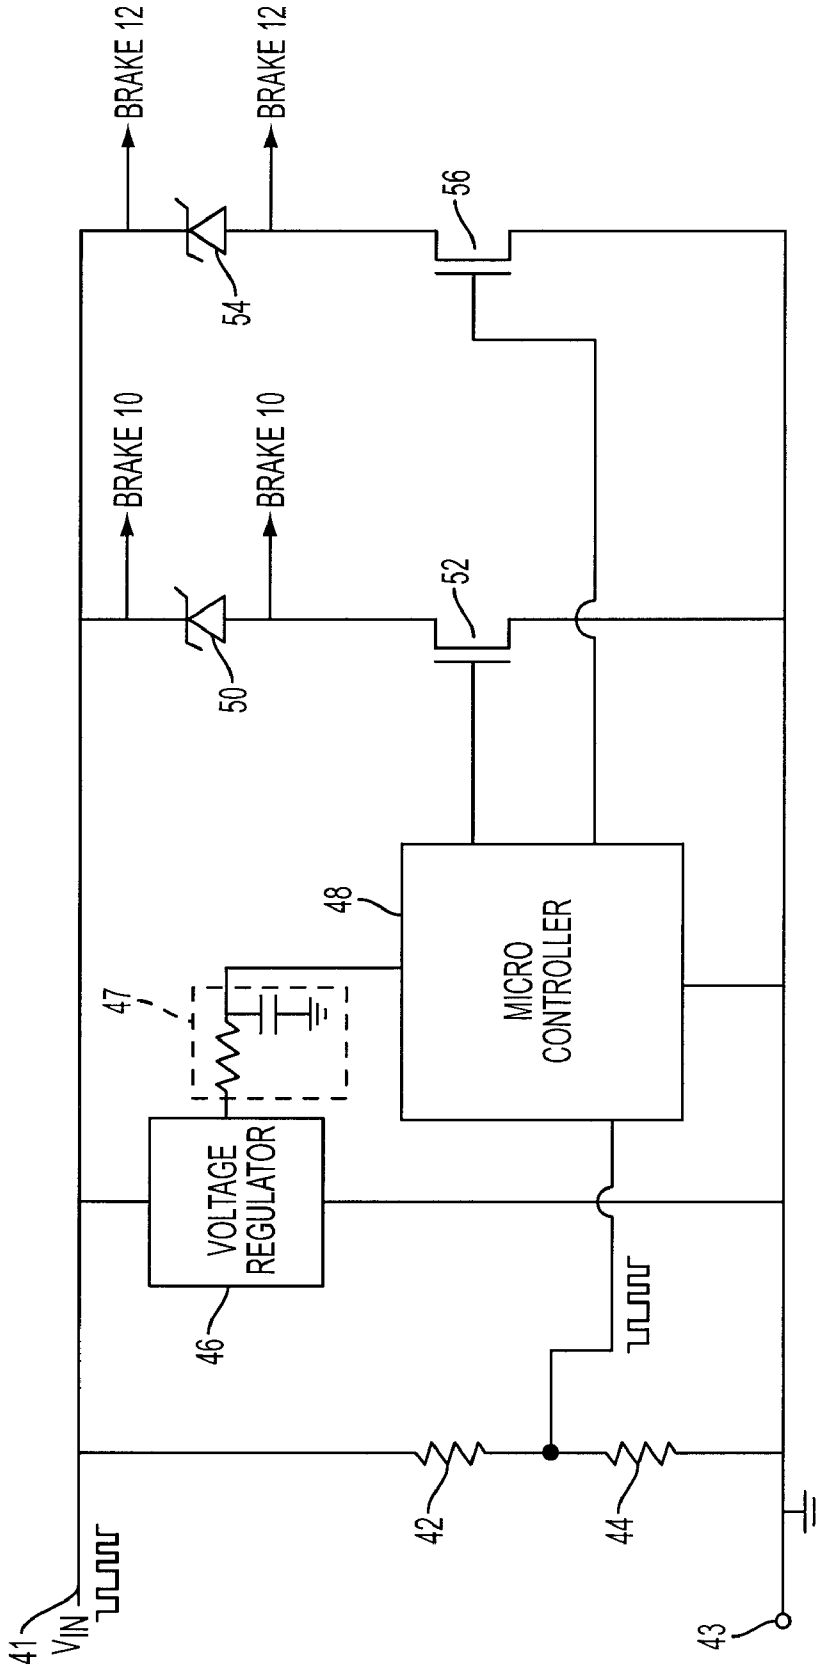 41
V_IN
43
42
44
46
VOLTAGE
REGULATOR
47
48
MICRO
CONTROLLER
50
52
BRAKE 10
BRAKE 10
54
56
BRAKE 12
BRAKE 12